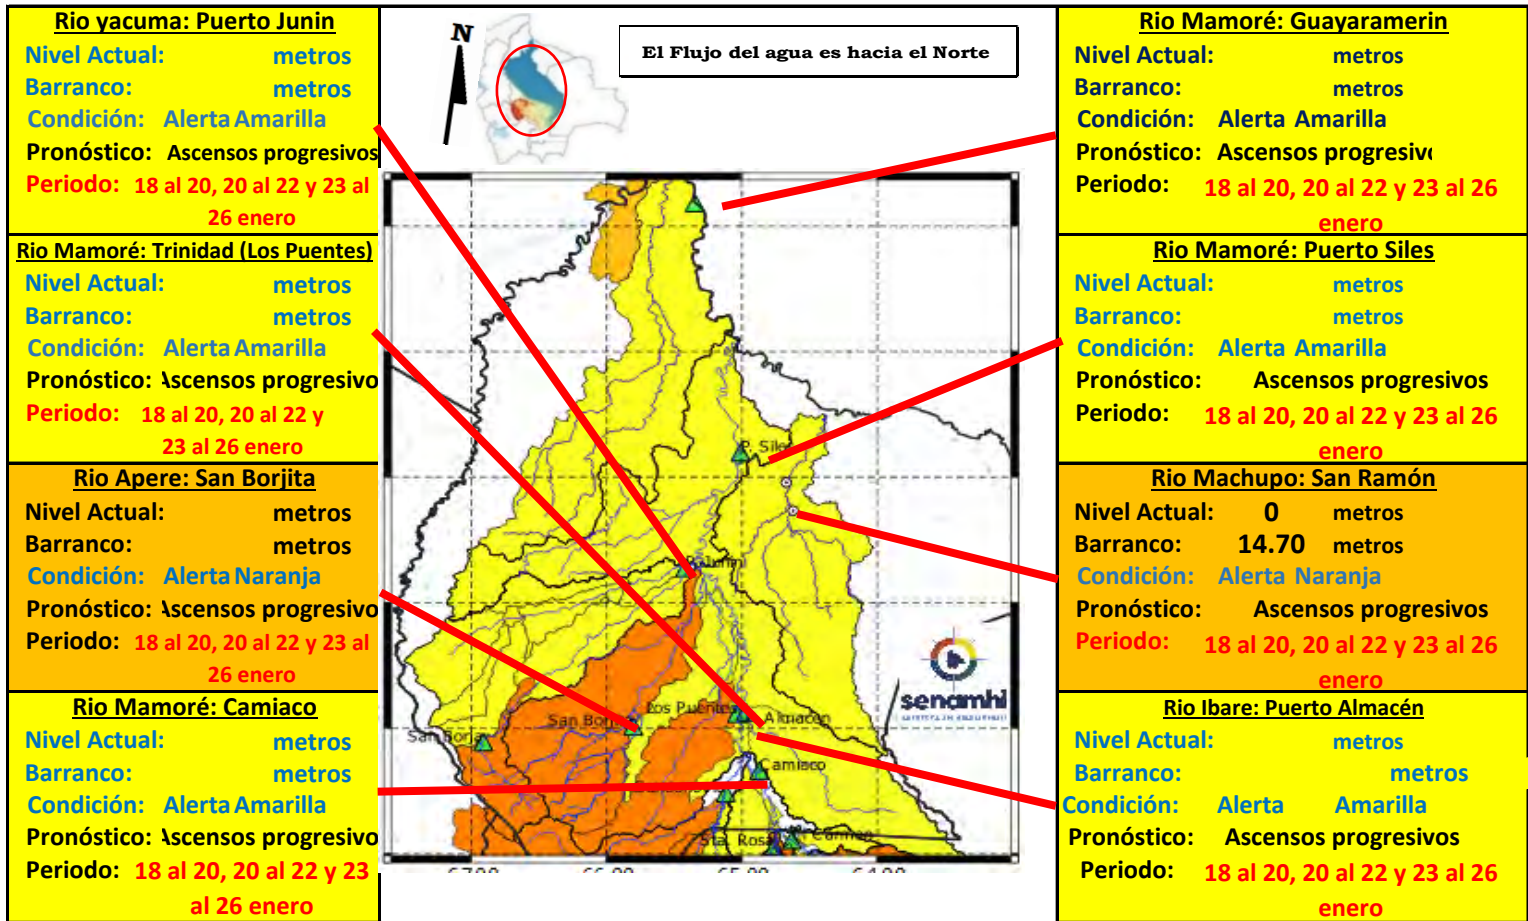 Rio yacuma: Puerto Junin
Nivel Actual: metros
Barranco: metros
Condición: Alerta Amarilla
Pronóstico: Ascensos progresivos
Periodo: 18 al 20, 20 al 22 y 23 al
26 enero
Rio Mamoré: Trinidad (Los Puentes)
Nivel Actual: metros
Barranco: metros
Condición: Alerta Amarilla
Pronóstico: Ascensos progresivo
Periodo: 18 al 20, 20 al 22 y
23 al 26 enero
Rio Apere: San Borjita
Nivel Actual: metros
Barranco: metros
Condición: Alerta Naranja
Pronóstico: Ascensos progresivo
Periodo: 18 al 20, 20 al 22 y 23 al
26 enero
Rio Mamoré: Camiaco
Nivel Actual: metros
Barranco: metros
Condición: Alerta Amarilla
Pronóstico: Ascensos progresivo
Periodo: 18 al 20, 20 al 22 y 23
al 26 enero
N
El Flujo del agua es hacia el Norte
P. Siles
P. Junin
Los Puentes
Almacén
San Borja
Camiaco
Sta. Rosa
senamhi
Rio Mamoré: Guayaramerin
Nivel Actual: metros
Barranco: metros
Condición: Alerta Amarilla
Pronóstico: Ascensos progresiv
Periodo: 18 al 20, 20 al 22 y 23 al 26
enero
Rio Mamoré: Puerto Siles
Nivel Actual: metros
Barranco: metros
Condición: Alerta Amarilla
Pronóstico: Ascensos progresivos
Periodo: 18 al 20, 20 al 22 y 23 al 26
enero
Rio Machupo: San Ramón
Nivel Actual: 0 metros
Barranco: 14.70 metros
Condición: Alerta Naranja
Pronóstico: Ascensos progresivos
Periodo: 18 al 20, 20 al 22 y 23 al 26
enero
Rio Ibare: Puerto Almacén
Nivel Actual: metros
Barranco: metros
Condición: Alerta Amarilla
Pronóstico: Ascensos progresivos
Periodo: 18 al 20, 20 al 22 y 23 al 26
enero